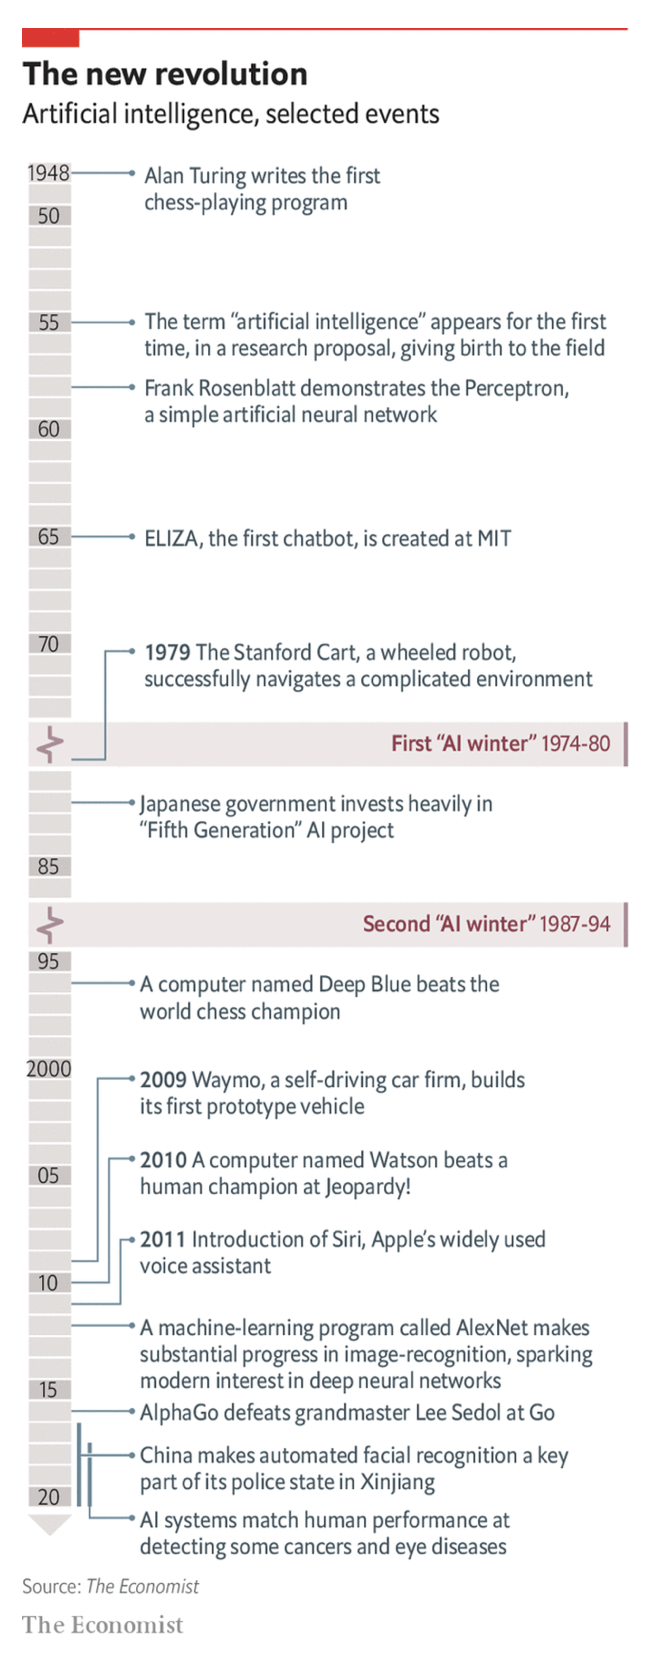 The new revolution
Artificial intelligence, selected events
1948
Alan Turing writes the first
chess-playing program
50
55
The term “artificial intelligence” appears for the first
time, in a research proposal, giving birth to the field
Frank Rosenblatt demonstrates the Perceptron,
a simple artificial neural network
60
65
ELIZA, the first chatbot, is created at MIT
70
1979 The Stanford Cart, a wheeled robot,
successfully navigates a complicated environment
First “AI winter” 1974-80
Japanese government invests heavily in
“Fifth Generation” AI project
85
Second “AI winter” 1987-94
95
A computer named Deep Blue beats the
world chess champion
2000
2009 Waymo, a self-driving car firm, builds
its first prototype vehicle
05
2010 A computer named Watson beats a
human champion at Jeopardy!
2011 Introduction of Siri, Apple’s widely used
voice assistant
10
A machine-learning program called AlexNet makes
substantial progress in image-recognition, sparking
modern interest in deep neural networks
15
AlphaGo defeats grandmaster Lee Sedol at Go
China makes automated facial recognition a key
part of its police state in Xinjiang
20
AI systems match human performance at
detecting some cancers and eye diseases
Source: The Economist
The Economist